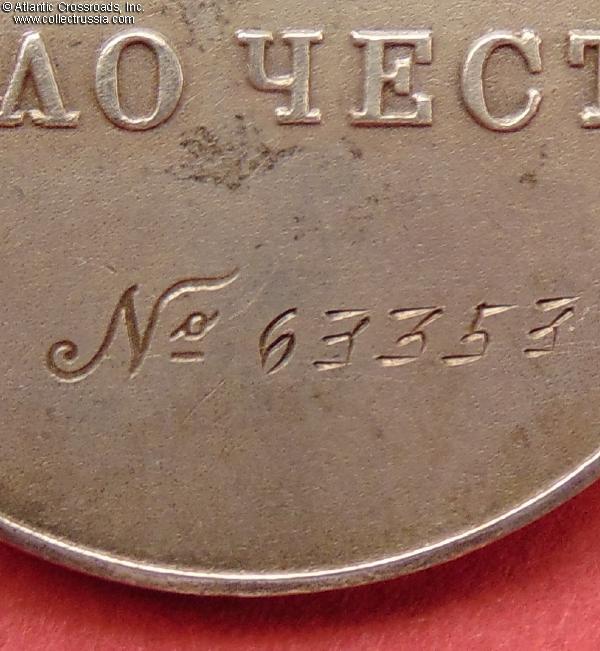 © Atlantic Crossroads, Inc.
www.collectrussia.com
ЛО ЧЕСТ
№ 63353